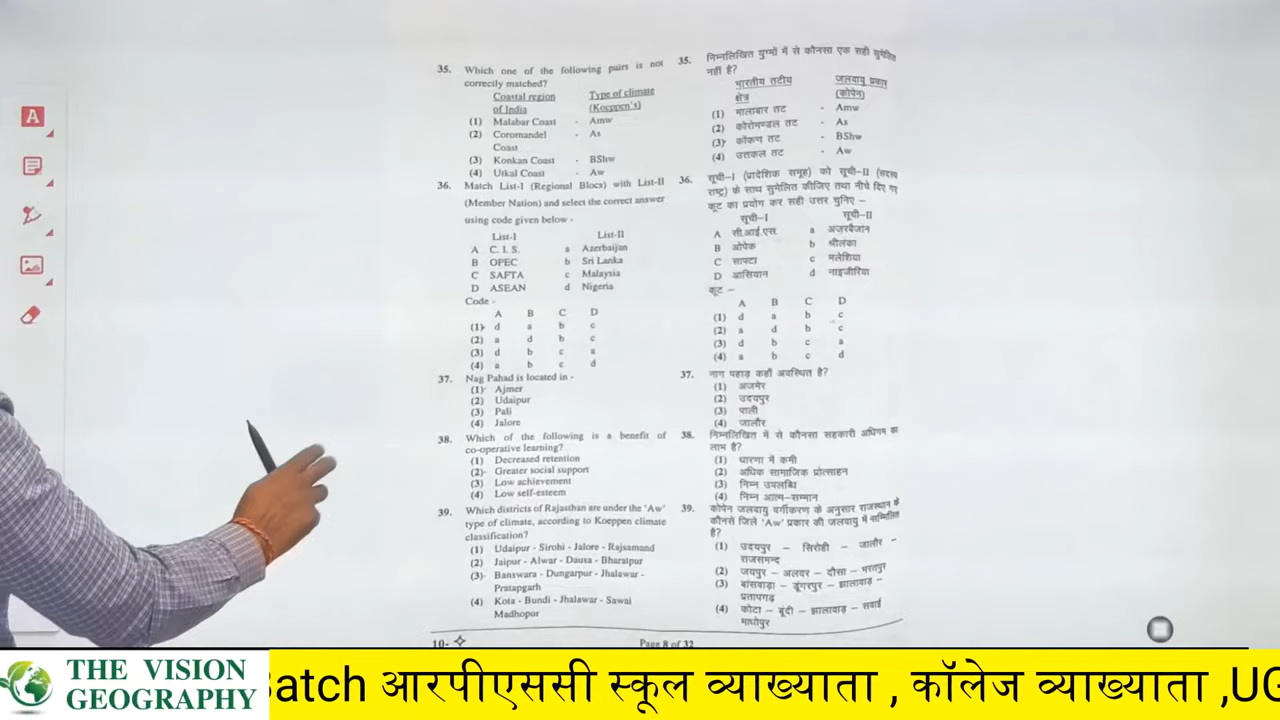 A
35. Which one of the following pairs is not
correctly matched?
Coastal region Type of climate
of India (Koeppen's)
(1) Malabar Coast - Amw
(2) Coromandel - As
Coast
(3) Konkan Coast - BShw
(4) Utkal Coast - Aw
36. Match List-I (Regional Blocs) with List-II
(Member Nation) and select the correct answer
using code given below -
List-I List-II
A C. I. S. a Azerbaijan
B OPEC b Sri Lanka
C SAFTA c Malaysia
D ASEAN d Nigeria
Code -
A B C D
(1) d a b c
(2) a d b c
(3) d b c a
(4) a b c d
37. Nag Pahad is located in -
(1) Ajmer
(2) Udaipur
(3) Pali
(4) Jalore
38. Which of the following is a benefit of
co-operative learning?
(1) Decreased retention
(2) Greater social support
(3) Low achievement
(4) Low self-esteem
39. Which districts of Rajasthan are under the 'Aw'
type of climate, according to Koeppen climate
classification?
(1) Udaipur - Sirohi - Jalore - Rajsamand
(2) Jaipur - Alwar - Dausa - Bharatpur
(3) Banswara - Dungarpur - Jhalawar -
Pratapgarh
(4) Kota - Bundi - Jhalawar - Sawai
Madhopur
35. निम्नलिखित युग्मों में से कौनसा एक सही सुमेलित
नहीं है?
भारतीय तटीय जलवायु प्रकार
क्षेत्र (कोपेन)
(1) मालाबार तट - Amw
(2) कोरोमण्डल तट - As
(3) कोंकण तट - BShw
(4) उत्तकल तट - Aw
36. सूची-I (प्रादेशिक समूह) को सूची-II (सदस्य
राष्ट्र) के साथ सुमेलित कीजिए तथा नीचे दिए गए
कूट का प्रयोग कर सही उत्तर चुनिए -
सूची-I सूची-II
A सी.आई.एस. a अज़रबैजान
B ओपेक b श्रीलंका
C साफ्टा c मलेशिया
D आसियान d नाइजीरिया
कूट -
A B C D
(1) d a b c
(2) a d b c
(3) d b c a
(4) a b c d
37. नाग पहाड़ कहाँ अवस्थित है?
(1) अजमेर
(2) उदयपुर
(3) पाली
(4) जालौर
38. निम्नलिखित में से कौनसा सहकारी अधिगम का
लाभ है?
(1) धारणा में कमी
(2) अधिक सामाजिक प्रोत्साहन
(3) निम्न उपलब्धि
(4) निम्न आत्म-सम्मान
39. कोपेन जलवायु वर्गीकरण के अनुसार राजस्थान के
कौनसे जिले 'Aw' प्रकार की जलवायु में सम्मिलित
है?
(1) उदयपुर – सिरोही – जालौर –
राजसमन्द
(2) जयपुर – अलवर – दौसा – भरतपुर
(3) बांसवाड़ा – डूंगरपुर – झालावाड़ –
प्रतापगढ़
(4) कोटा – बूंदी – झालावाड़ – सवाई
माधोपुर
10- Page 8 of 32
THE VISION
GEOGRAPHY
Batch आरपीएससी स्कूल व्याख्याता , कॉलेज व्याख्याता ,UG